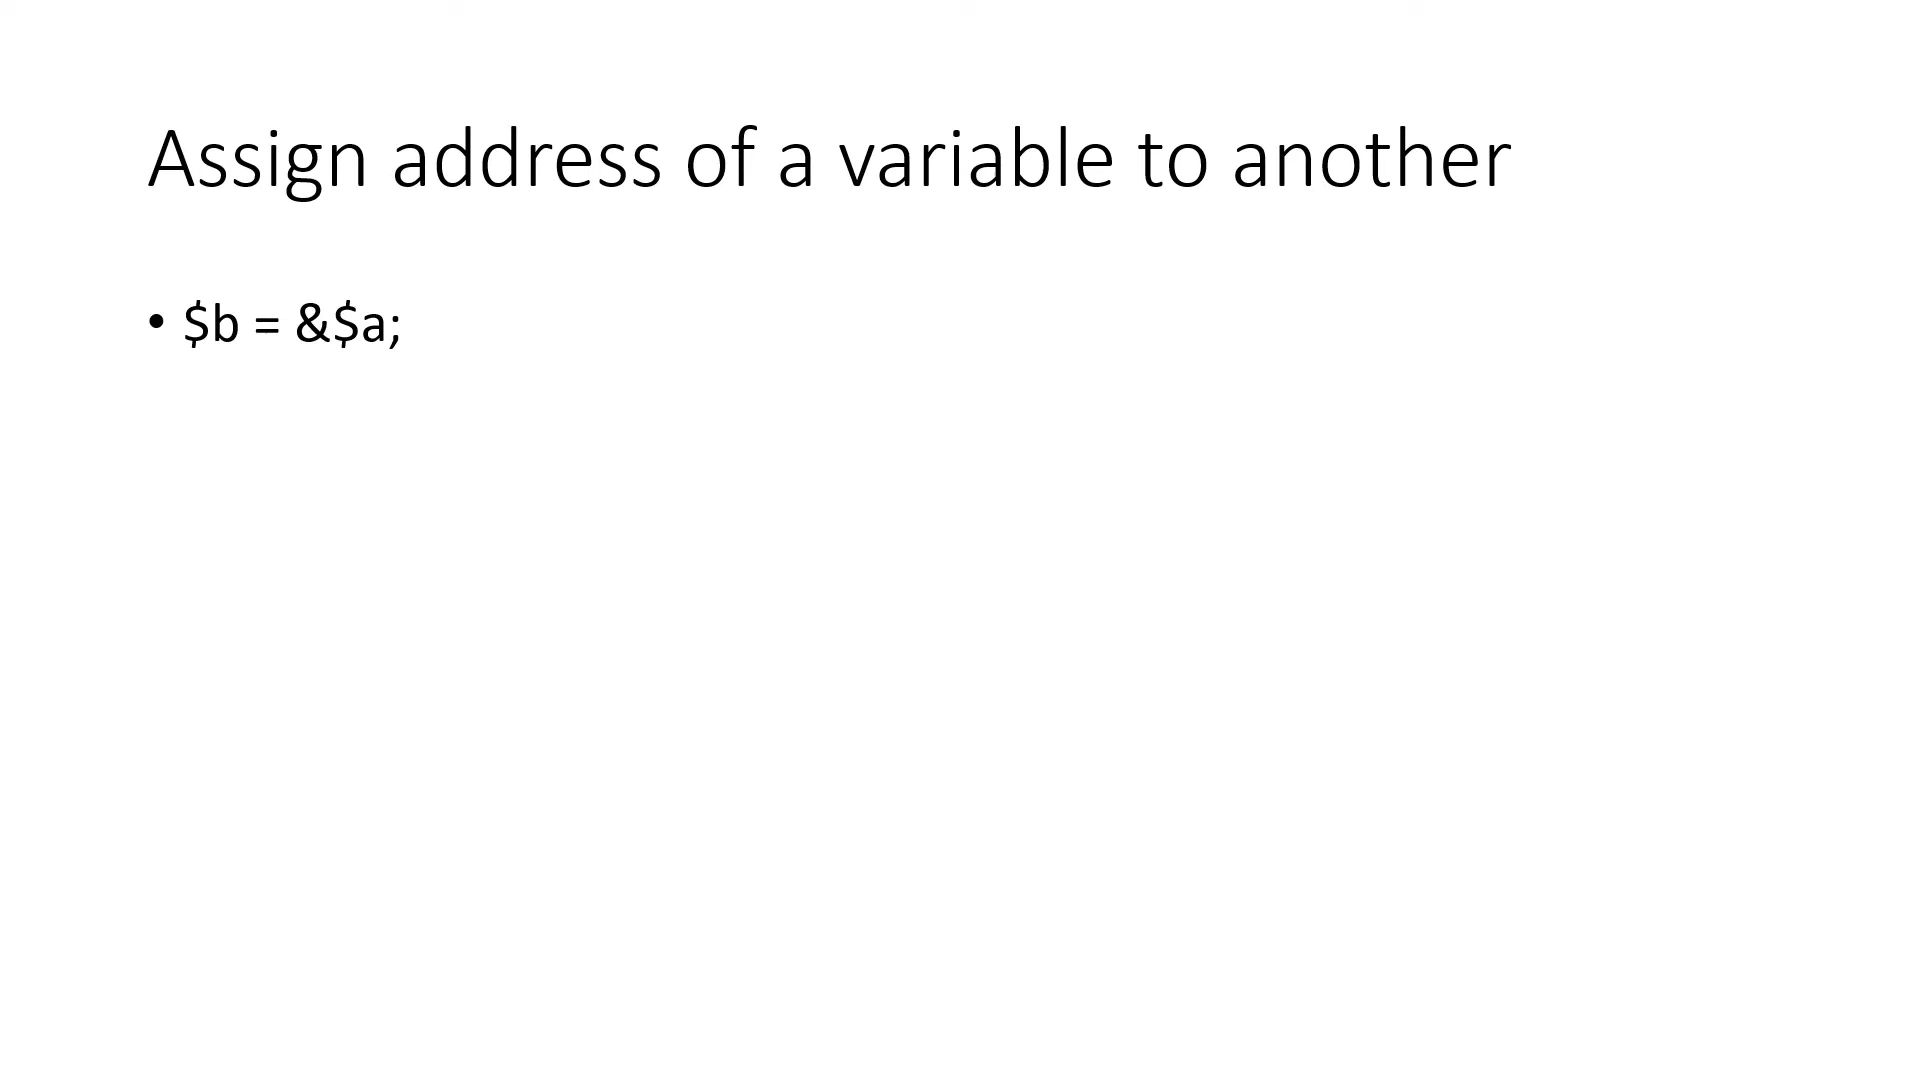 Assign address of a variable to another
• $b = &$a;